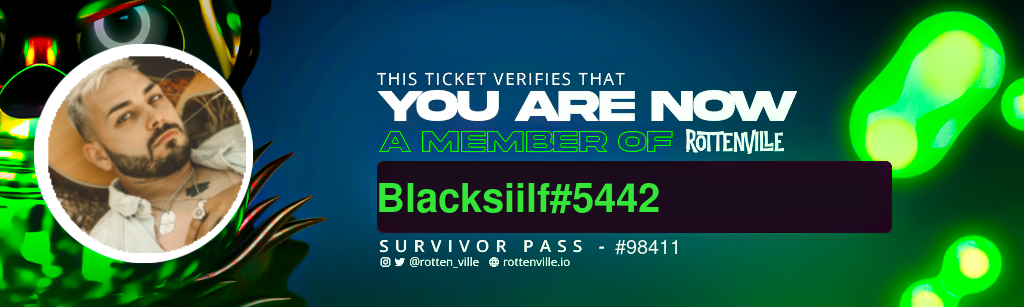 THIS TICKET VERIFIES THAT
YOU ARE NOW
A MEMBER OF ROTTENVILLE
Blacksiilf#5442
SURVIVOR PASS - #98411
@rotten_ville rottenville.io